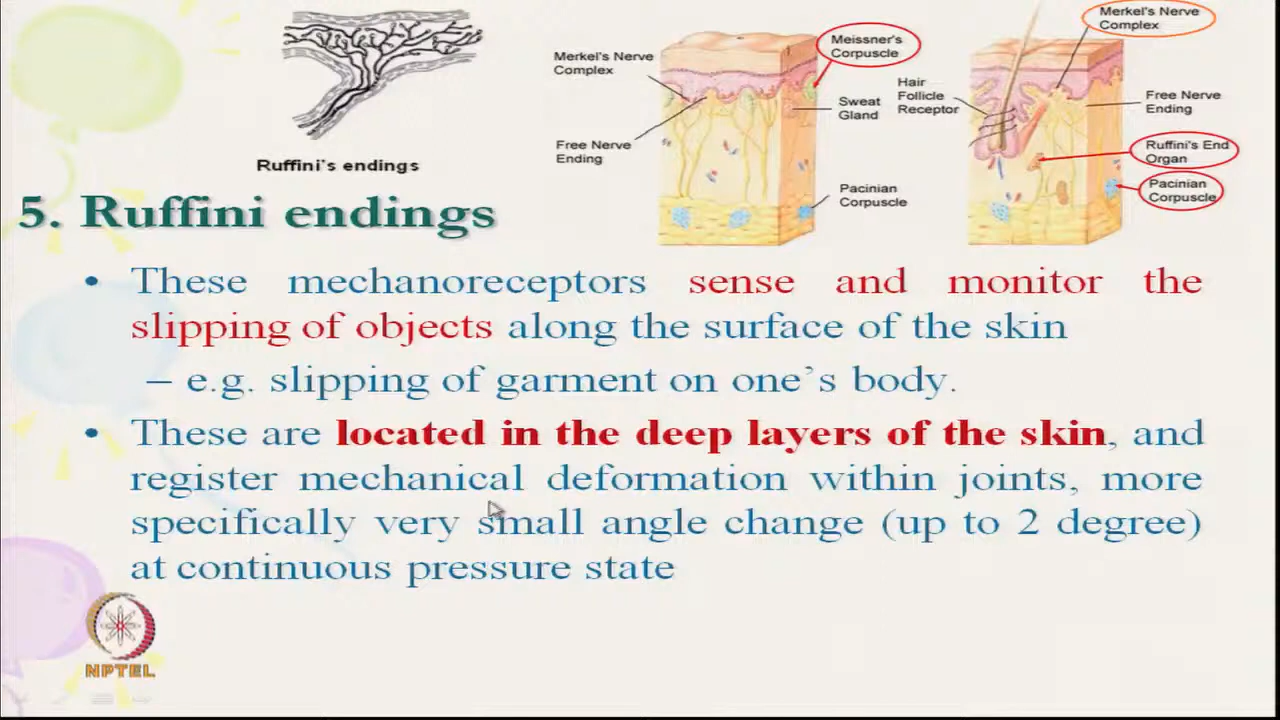 Ruffini's endings
Merkel's Nerve
Complex
Free Nerve
Ending
Meissner's
Corpuscle
Sweat
Gland
Pacinian
Corpuscle
Hair
Follicle
Receptor
Merkel's Nerve
Complex
Free Nerve
Ending
Ruffini's End
Organ
Pacinian
Corpuscle
5. Ruffini endings
• These mechanoreceptors sense and monitor the
slipping of objects along the surface of the skin
– e.g. slipping of garment on one's body.
• These are located in the deep layers of the skin, and
register mechanical deformation within joints, more
specifically very small angle change (up to 2 degree)
at continuous pressure state
NPTEL